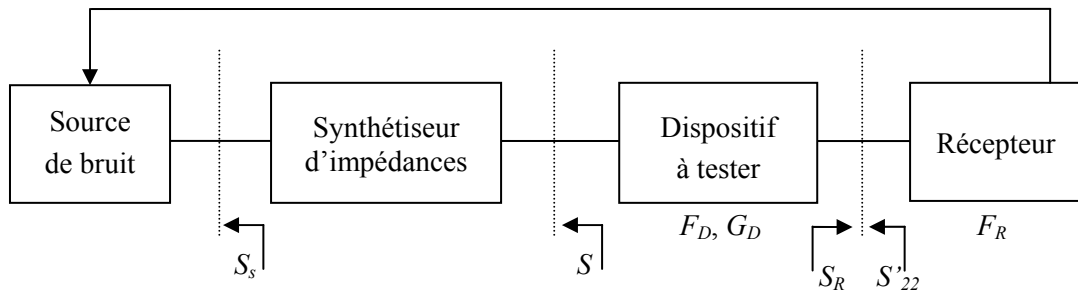 Source
de bruit
Synthétiseur
d’impédances
Dispositif
à tester
Récepteur
F_D, G_D
F_R
S_s
S
S_R
S’_22